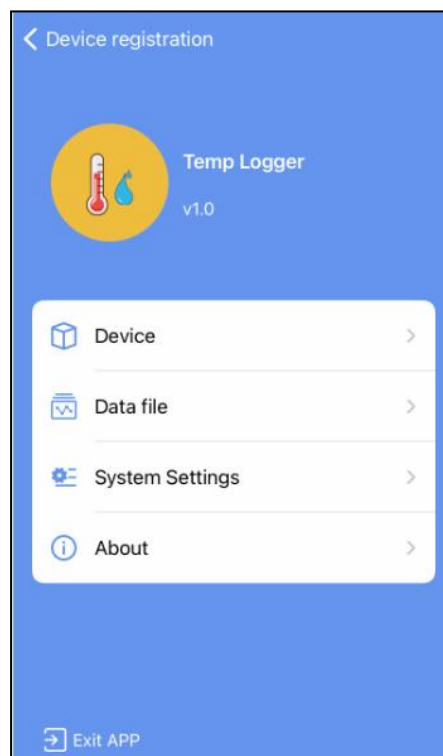 Device registration
Temp Logger
v1.0
Device
Data file
System Settings
About
Exit APP